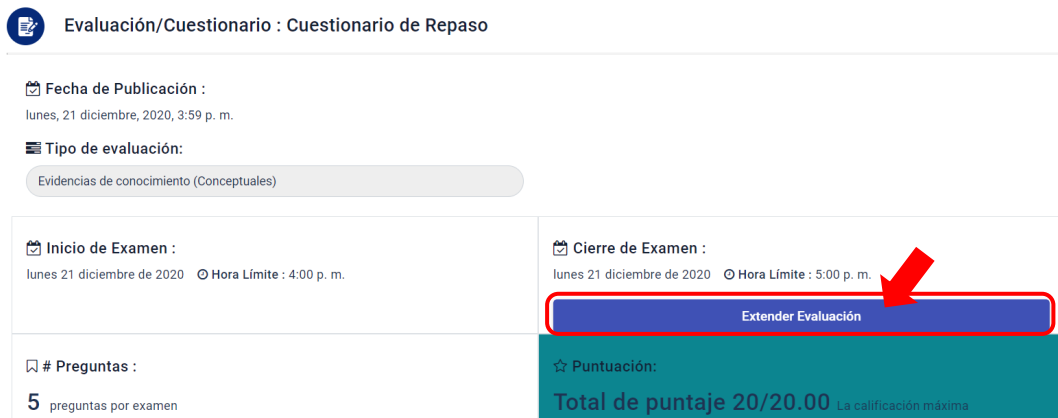 Evaluación/Cuestionario : Cuestionario de Repaso
Fecha de Publicación :
lunes, 21 diciembre, 2020, 3:59 p. m.
Tipo de evaluación:
Evidencias de conocimiento (Conceptuales)
Inicio de Examen :
lunes 21 diciembre de 2020 Hora Límite : 4:00 p. m.
Cierre de Examen :
lunes 21 diciembre de 2020 Hora Límite : 5:00 p. m.
Extender Evaluación
# Preguntas :
5 preguntas por examen
Puntuación:
Total de puntaje 20/20.00 La calificación máxima